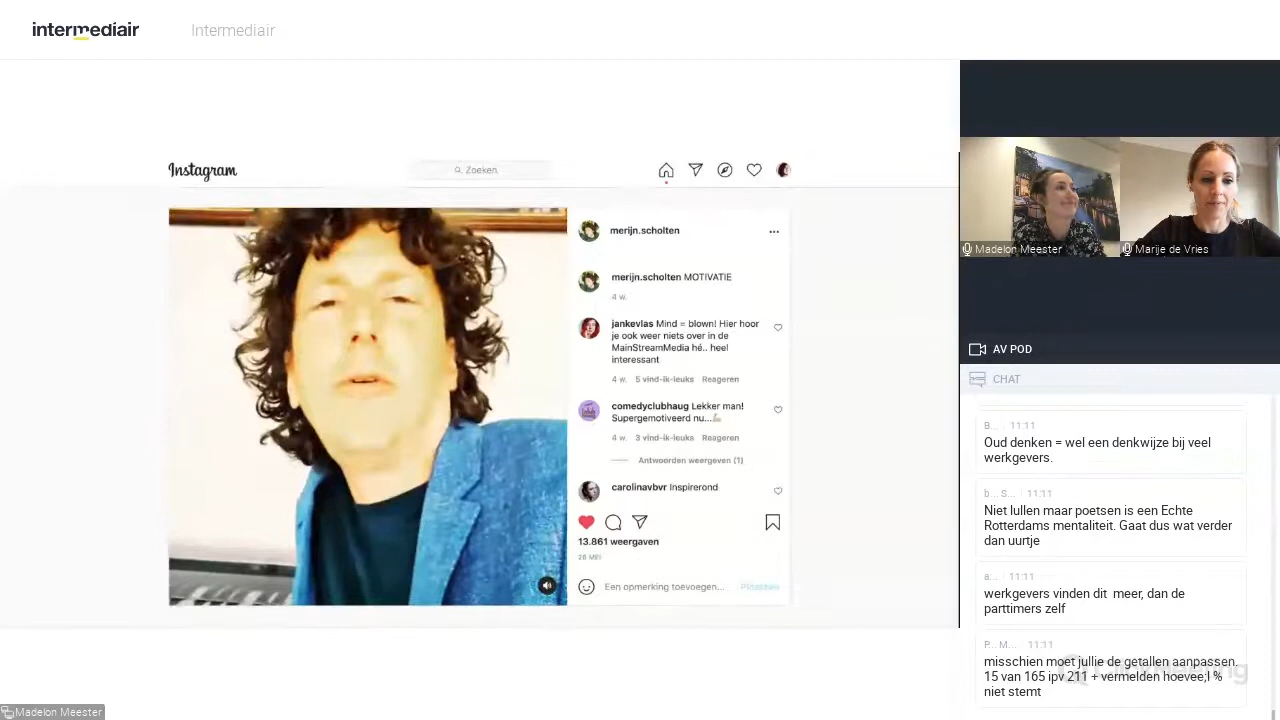 intermediair
Intermediair
Instagram
Zoeken
merijn.scholten
merijn.scholten MOTIVATIE
4 w.
jankevlas Mind = blown! Hier hoor
je ook weer niets over in de
MainStreamMedia hé.. heel
interessant
4 w. 5 vind-ik-leuks Reageren
comedyclubhaug Lekker man!
Supergemotiveerd nu...💪
4 w. 3 vind-ik-leuks Reageren
Antwoorden weergeven (1)
carolinavbvr Inspirerond
13.861 weergaven
26 MEI
Een opmerking toevoegen...
Plaatsen
Madelon Meester
Marije de Vries
AV POD
CHAT
B... 11:11
Oud denken = wel een denkwijze bij veel
werkgevers.
b... S... 11:11
Niet lullen maar poetsen is een Echte
Rotterdams mentaliteit. Gaat dus wat verder
dan uurtje
a... 11:11
werkgevers vinden dit meer, dan de
parttimers zelf
P... M... 11:11
misschien moet jullie de getallen aanpassen.
15 van 165 ipv 211 + vermelden hoevee;l %
niet stemt
Madelon Meester